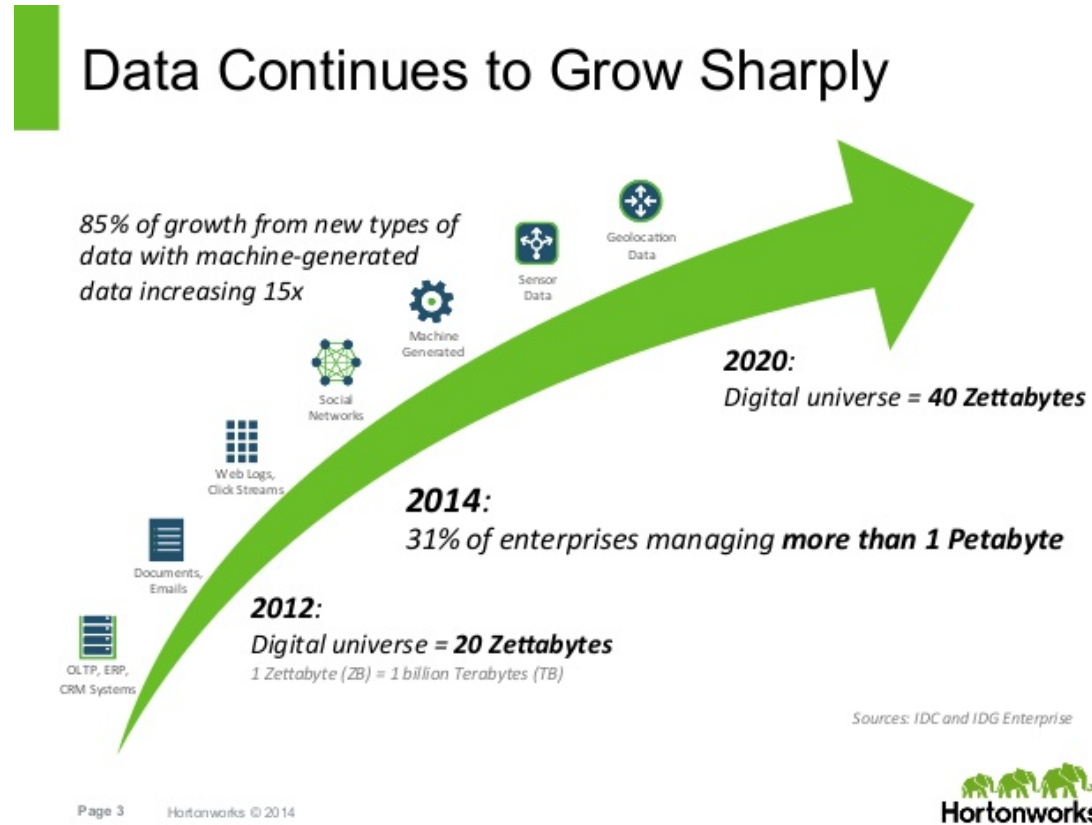 Data Continues to Grow Sharply
85% of growth from new types of
data with machine-generated
data increasing 15x
Geolocation
Data
Sensor
Data
Machine
Generated
Social
Networks
Web Logs,
Click Streams
Documents,
Emails
OLTP, ERP,
CRM Systems
2020:
Digital universe = 40 Zettabytes
2014:
31% of enterprises managing more than 1 Petabyte
2012:
Digital universe = 20 Zettabytes
1 Zettabyte (ZB) = 1 billion Terabytes (TB)
Sources: IDC and IDG Enterprise
Page 3 Hortonworks © 2014
Hortonworks